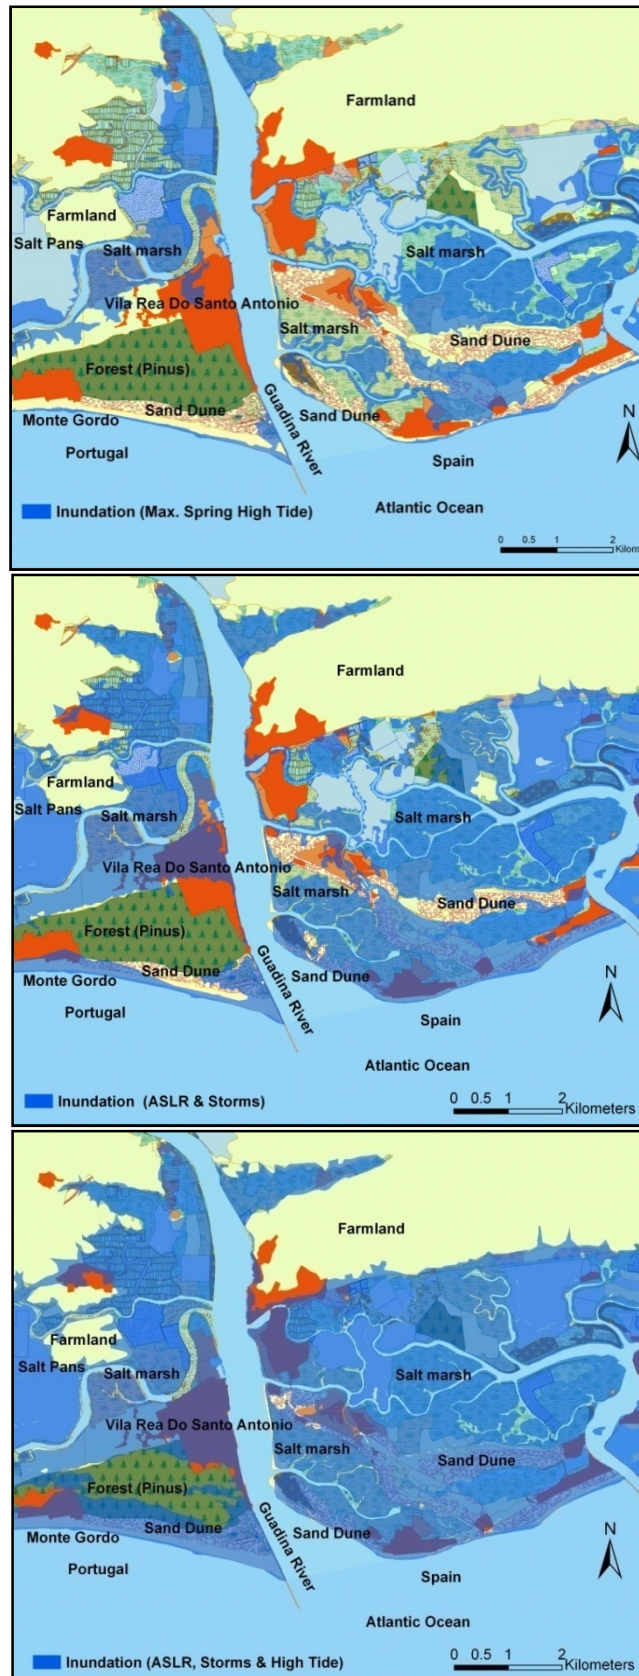 Farmland
Farmland
Salt Pans
Salt marsh
Salt marsh
Vila Rea Do Santo Antonio
Salt marsh
Sand Dune
Forest (Pinus)
Guadina River
Sand Dune
Sand Dune
Monte Gordo
N
Portugal
Spain
Inundation (Max. Spring High Tide)
Atlantic Ocean
0 0.5 1 2
Farmland
Farmland
Salt Pans
Salt marsh
Salt marsh
Vila Rea Do Santo Antonio
Salt marsh
Sand Dune
Forest (Pinus)
Guadina River
Sand Dune
Sand Dune
Monte Gordo
N
Portugal
Spain
Atlantic Ocean
Inundation (ASLR & Storms)
0 0.5 1 2 Kilometers
Farmland
Farmland
Salt Pans
Salt marsh
Salt marsh
Vila Rea Do Santo Antonio
Salt marsh
Sand Dune
Forest (Pinus)
Guadina River
Sand Dune
Sand Dune
Monte Gordo
N
Portugal
Spain
Atlantic Ocean
Inundation (ASLR, Storms & High Tide)
0 0.5 1 2 Kilometers